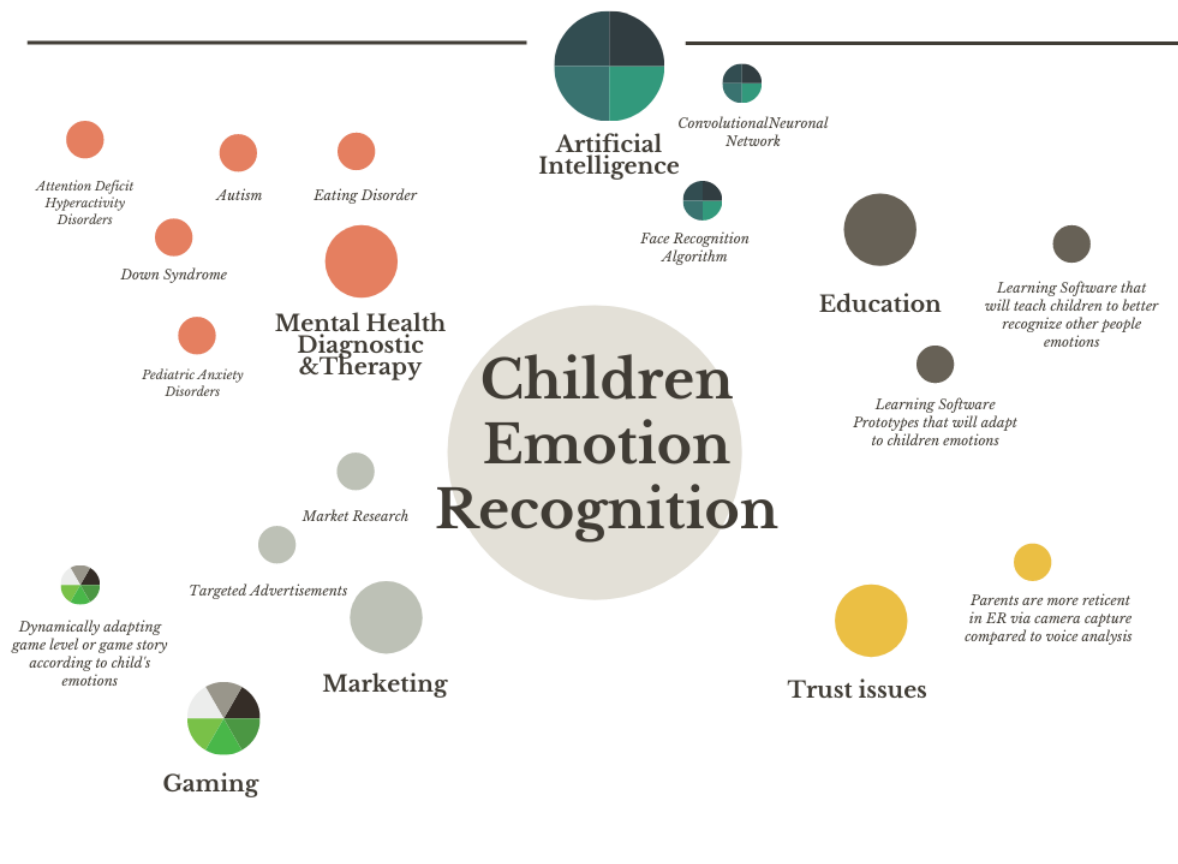 Artificial
Intelligence
ConvolutionalNeuronal
Network
Face Recognition
Algorithm
Attention Deficit
Hyperactivity
Disorders
Autism
Eating Disorder
Down Syndrome
Pediatric Anxiety
Disorders
Mental Health
Diagnostic
&Therapy
Education
Learning Software that
will teach children to better
recognize other people
emotions
Learning Software
Prototypes that will adapt
to children emotions
Children
Emotion
Recognition
Market Research
Targeted Advertisements
Marketing
Dynamically adapting
game level or game story
according to child's
emotions
Gaming
Parents are more reticent
in ER via camera capture
compared to voice analysis
Trust issues